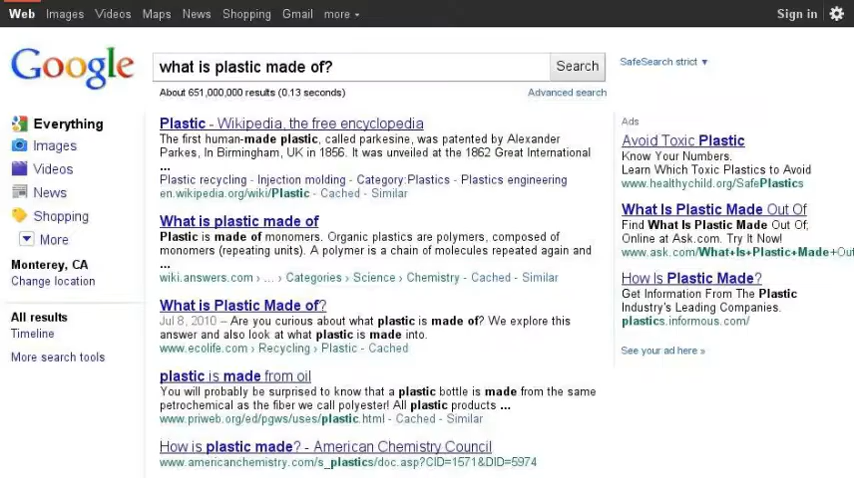 Web Images Videos Maps News Shopping Gmail more
Sign in
Google
what is plastic made of?
Search
SafeSearch strict ▼
About 651,000,000 results (0.13 seconds)
Advanced search
Everything
Images
Videos
News
Shopping
More
Monterey, CA
Change location
All results
Timeline
More search tools
Plastic - Wikipedia, the free encyclopedia
The first human-made plastic, called parkesine, was patented by Alexander
Parkes, In Birmingham, UK in 1856. It was unveiled at the 1862 Great International
...
Plastic recycling - Injection molding - Category:Plastics - Plastics engineering
en.wikipedia.org/wiki/Plastic - Cached - Similar
What is plastic made of
Plastic is made of monomers. Organic plastics are polymers, composed of
monomers (repeating units). A polymer is a chain of molecules repeated again and
...
wiki.answers.com › ... › Categories › Science › Chemistry - Cached - Similar
What is Plastic Made of?
Jul 8, 2010 – Are you curious about what plastic is made of? We explore this
answer and also look at what plastic is made into.
www.ecolife.com › Recycling › Plastic - Cached
plastic is made from oil
You will probably be surprised to know that a plastic bottle is made from the same
petrochemical as the fiber we call polyester! All plastic products ...
www.priweb.org/ed/pgws/uses/plastic.html - Cached - Similar
How is plastic made? - American Chemistry Council
www.americanchemistry.com/s_plastics/doc.asp?CID=1571&DID=5974
Ads
Avoid Toxic Plastic
Know Your Numbers.
Learn Which Toxic Plastics to Avoid
www.healthychild.org/SafePlastics
What Is Plastic Made Out Of
Find What Is Plastic Made Out Of,
Online at Ask.com. Try It Now!
www.ask.com/What+Is+Plastic+Made+Out
How Is Plastic Made?
Get Information From The Plastic
Industry's Leading Companies.
plastics.informous.com/
See your ad here »